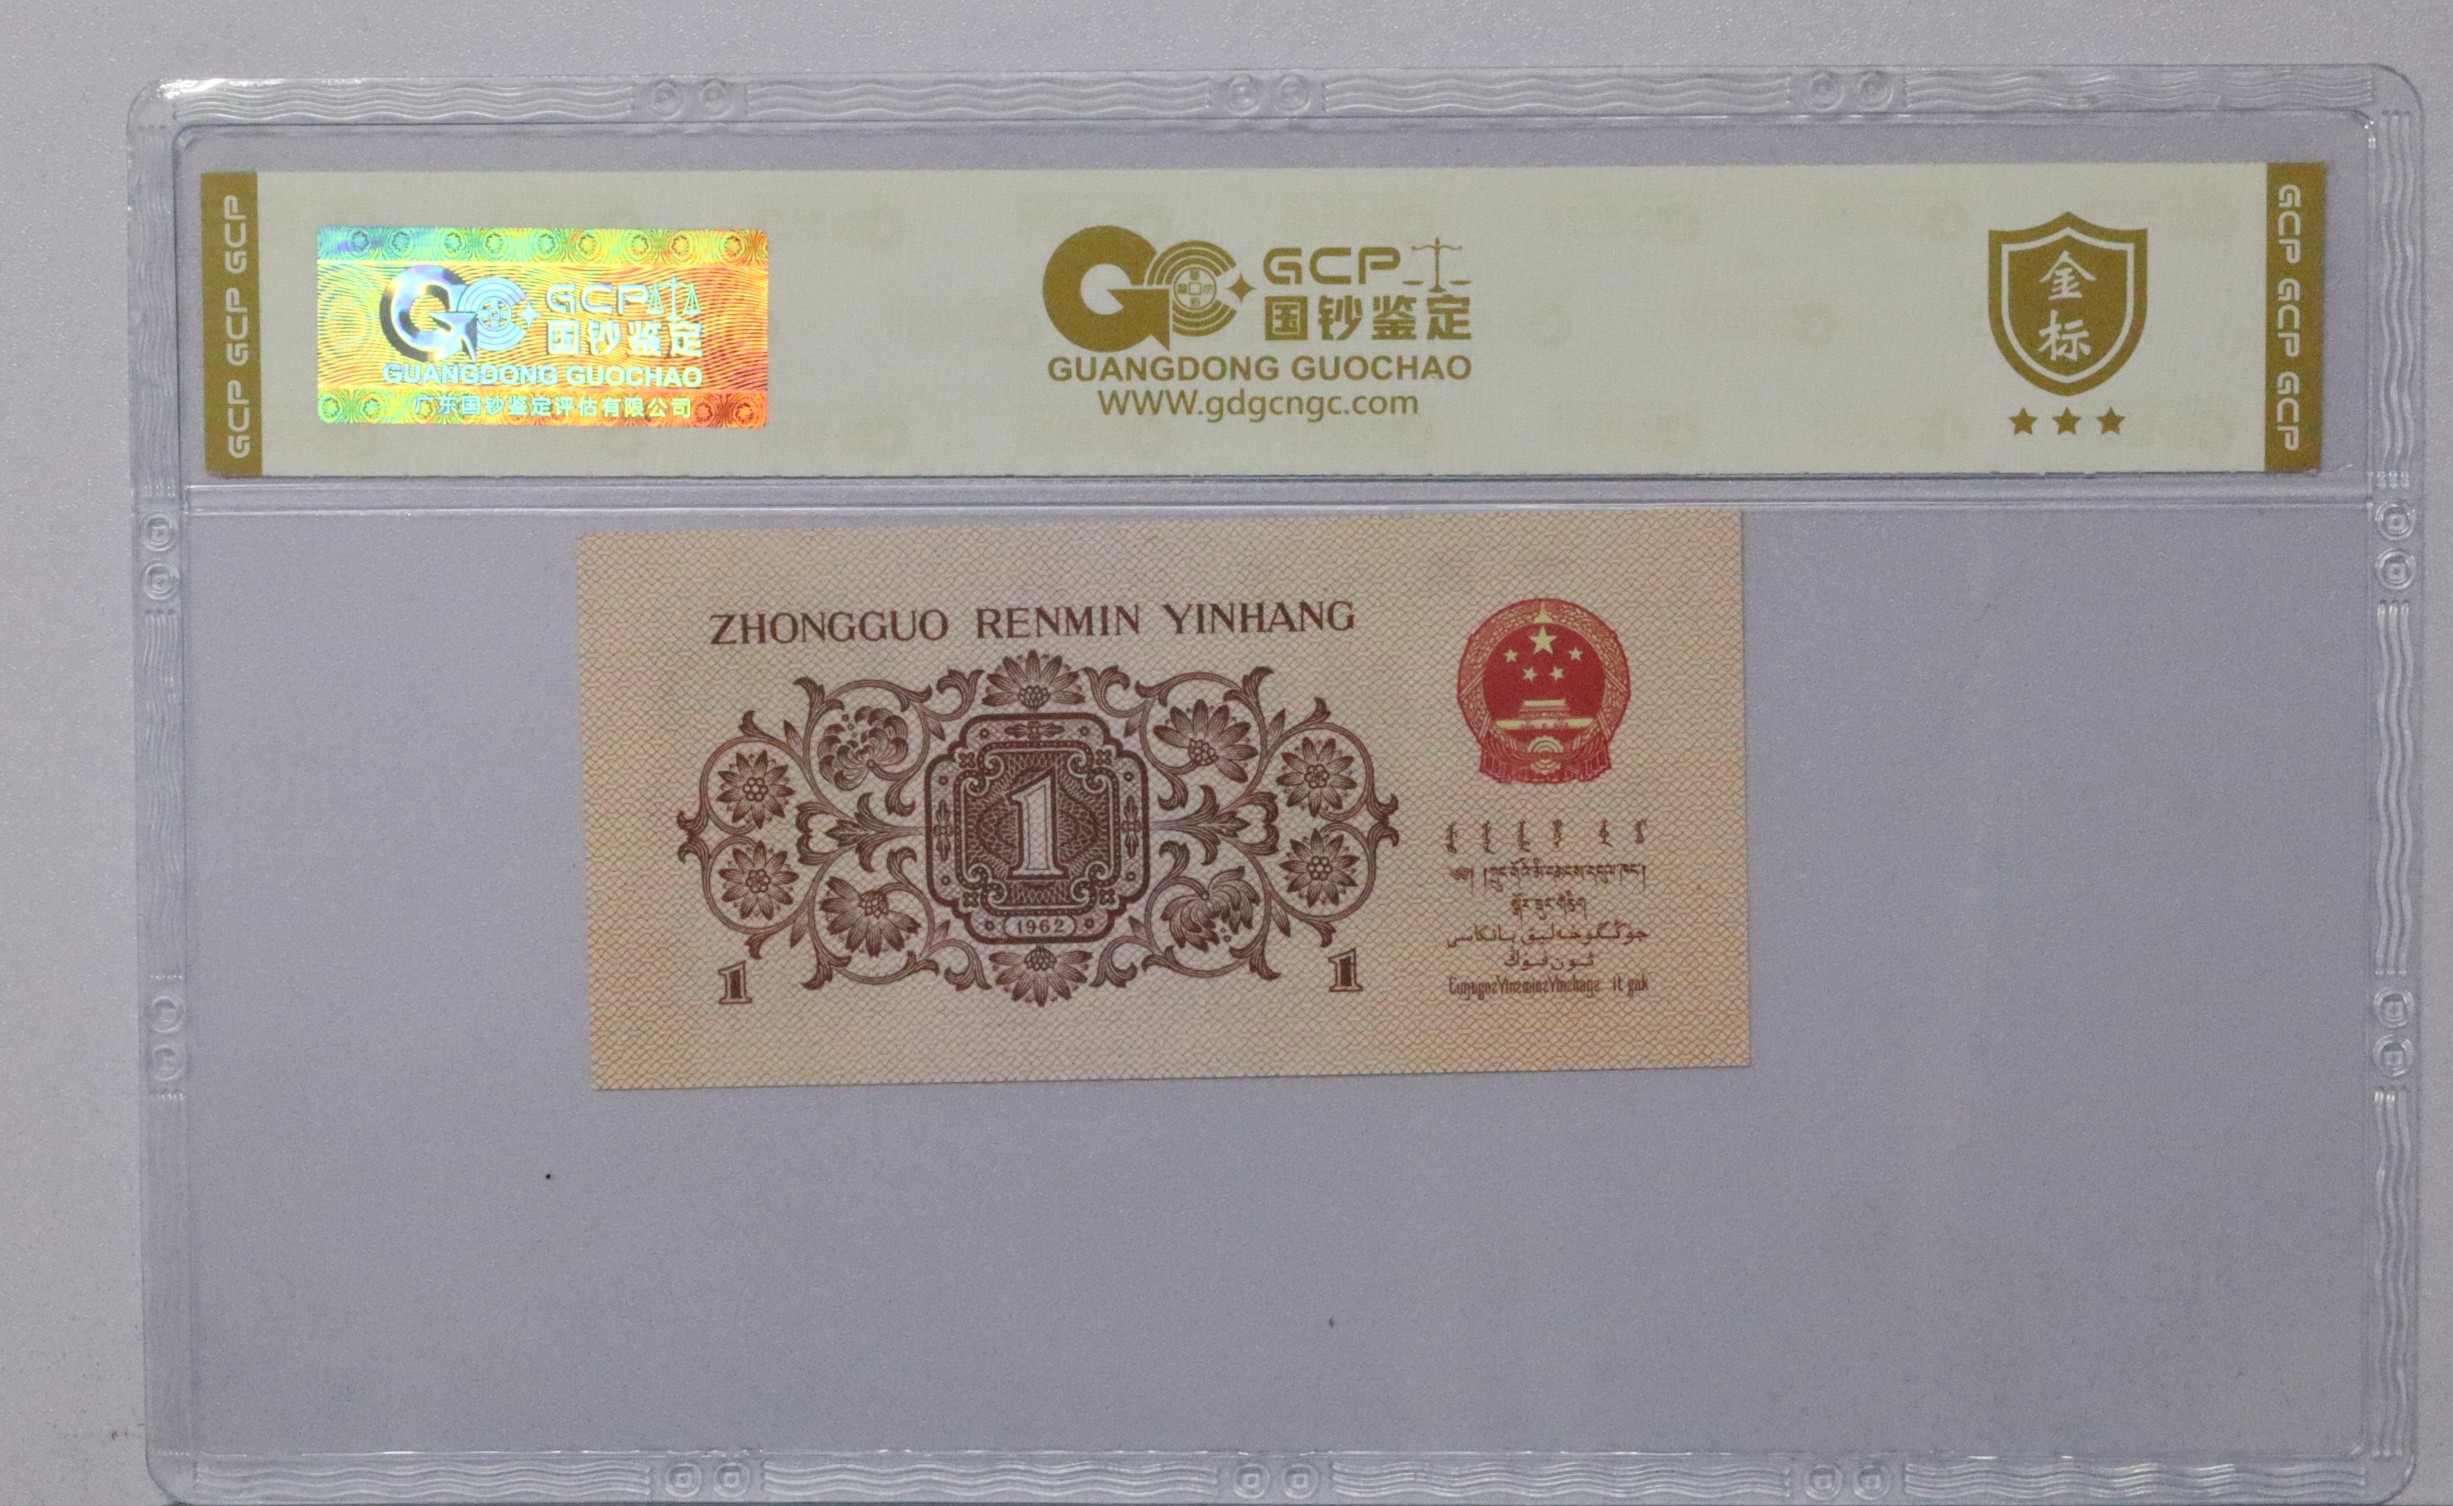 GCP GCP GCP
GCP
国钞鉴定
GUANGDONG GUOCHAO
广东国钞鉴定评估有限公司
GCP
国钞鉴定
GUANGDONG GUOCHAO
WWW.gdgcngc.com
金
标
GCP GCP GCP
ZHONGGUO RENMIN YINHANG
1
1962
1
1